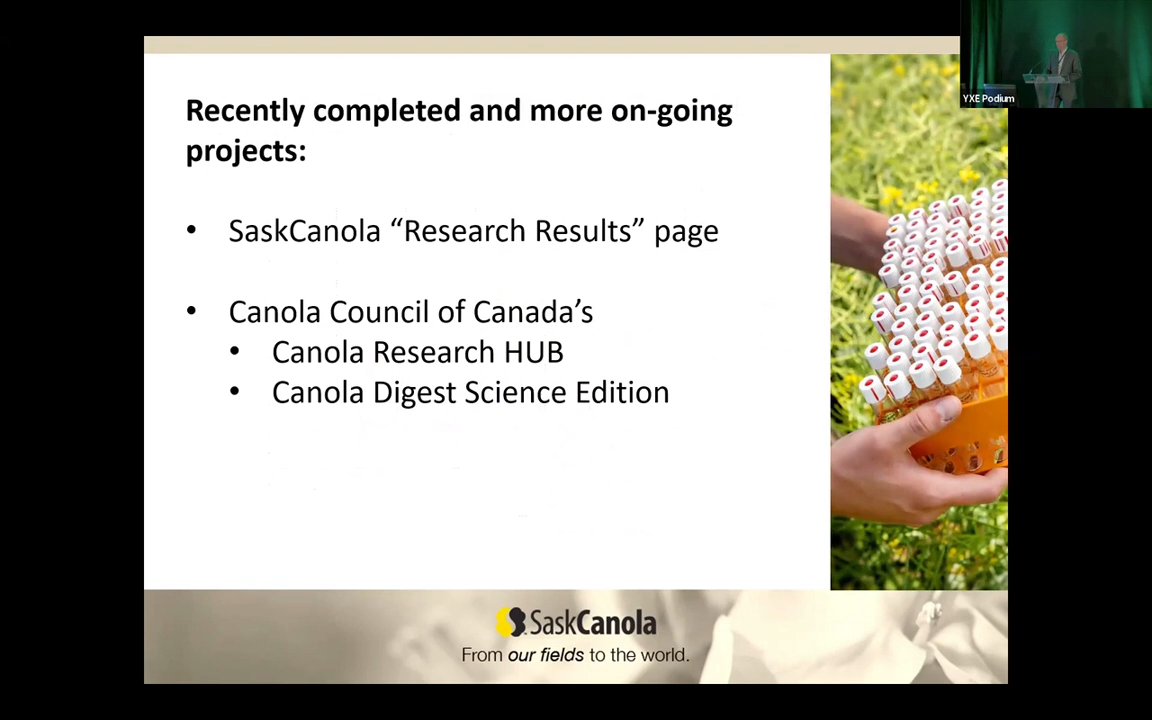 Recently completed and more on-going
projects:
• SaskCanola “Research Results” page
• Canola Council of Canada’s
• Canola Research HUB
• Canola Digest Science Edition
SaskCanola
From our fields to the world.
YXE Podium